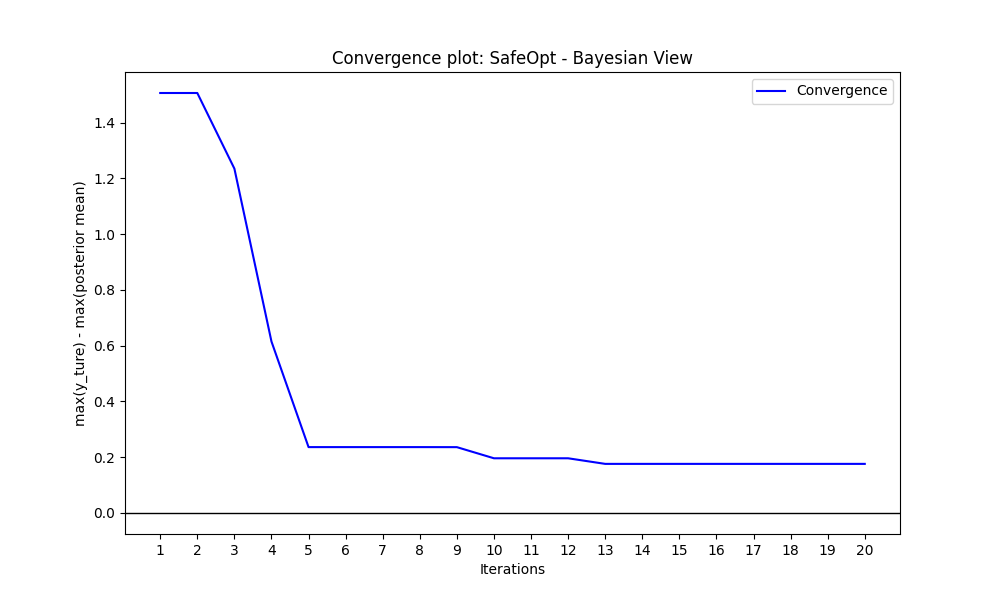 Convergence plot: SafeOpt - Bayesian View
Convergence
max(y_ture) - max(posterior mean)
1.4
1.2
1.0
0.8
0.6
0.4
0.2
0.0
1 2 3 4 5 6 7 8 9 10 11 12 13 14 15 16 17 18 19 20
Iterations